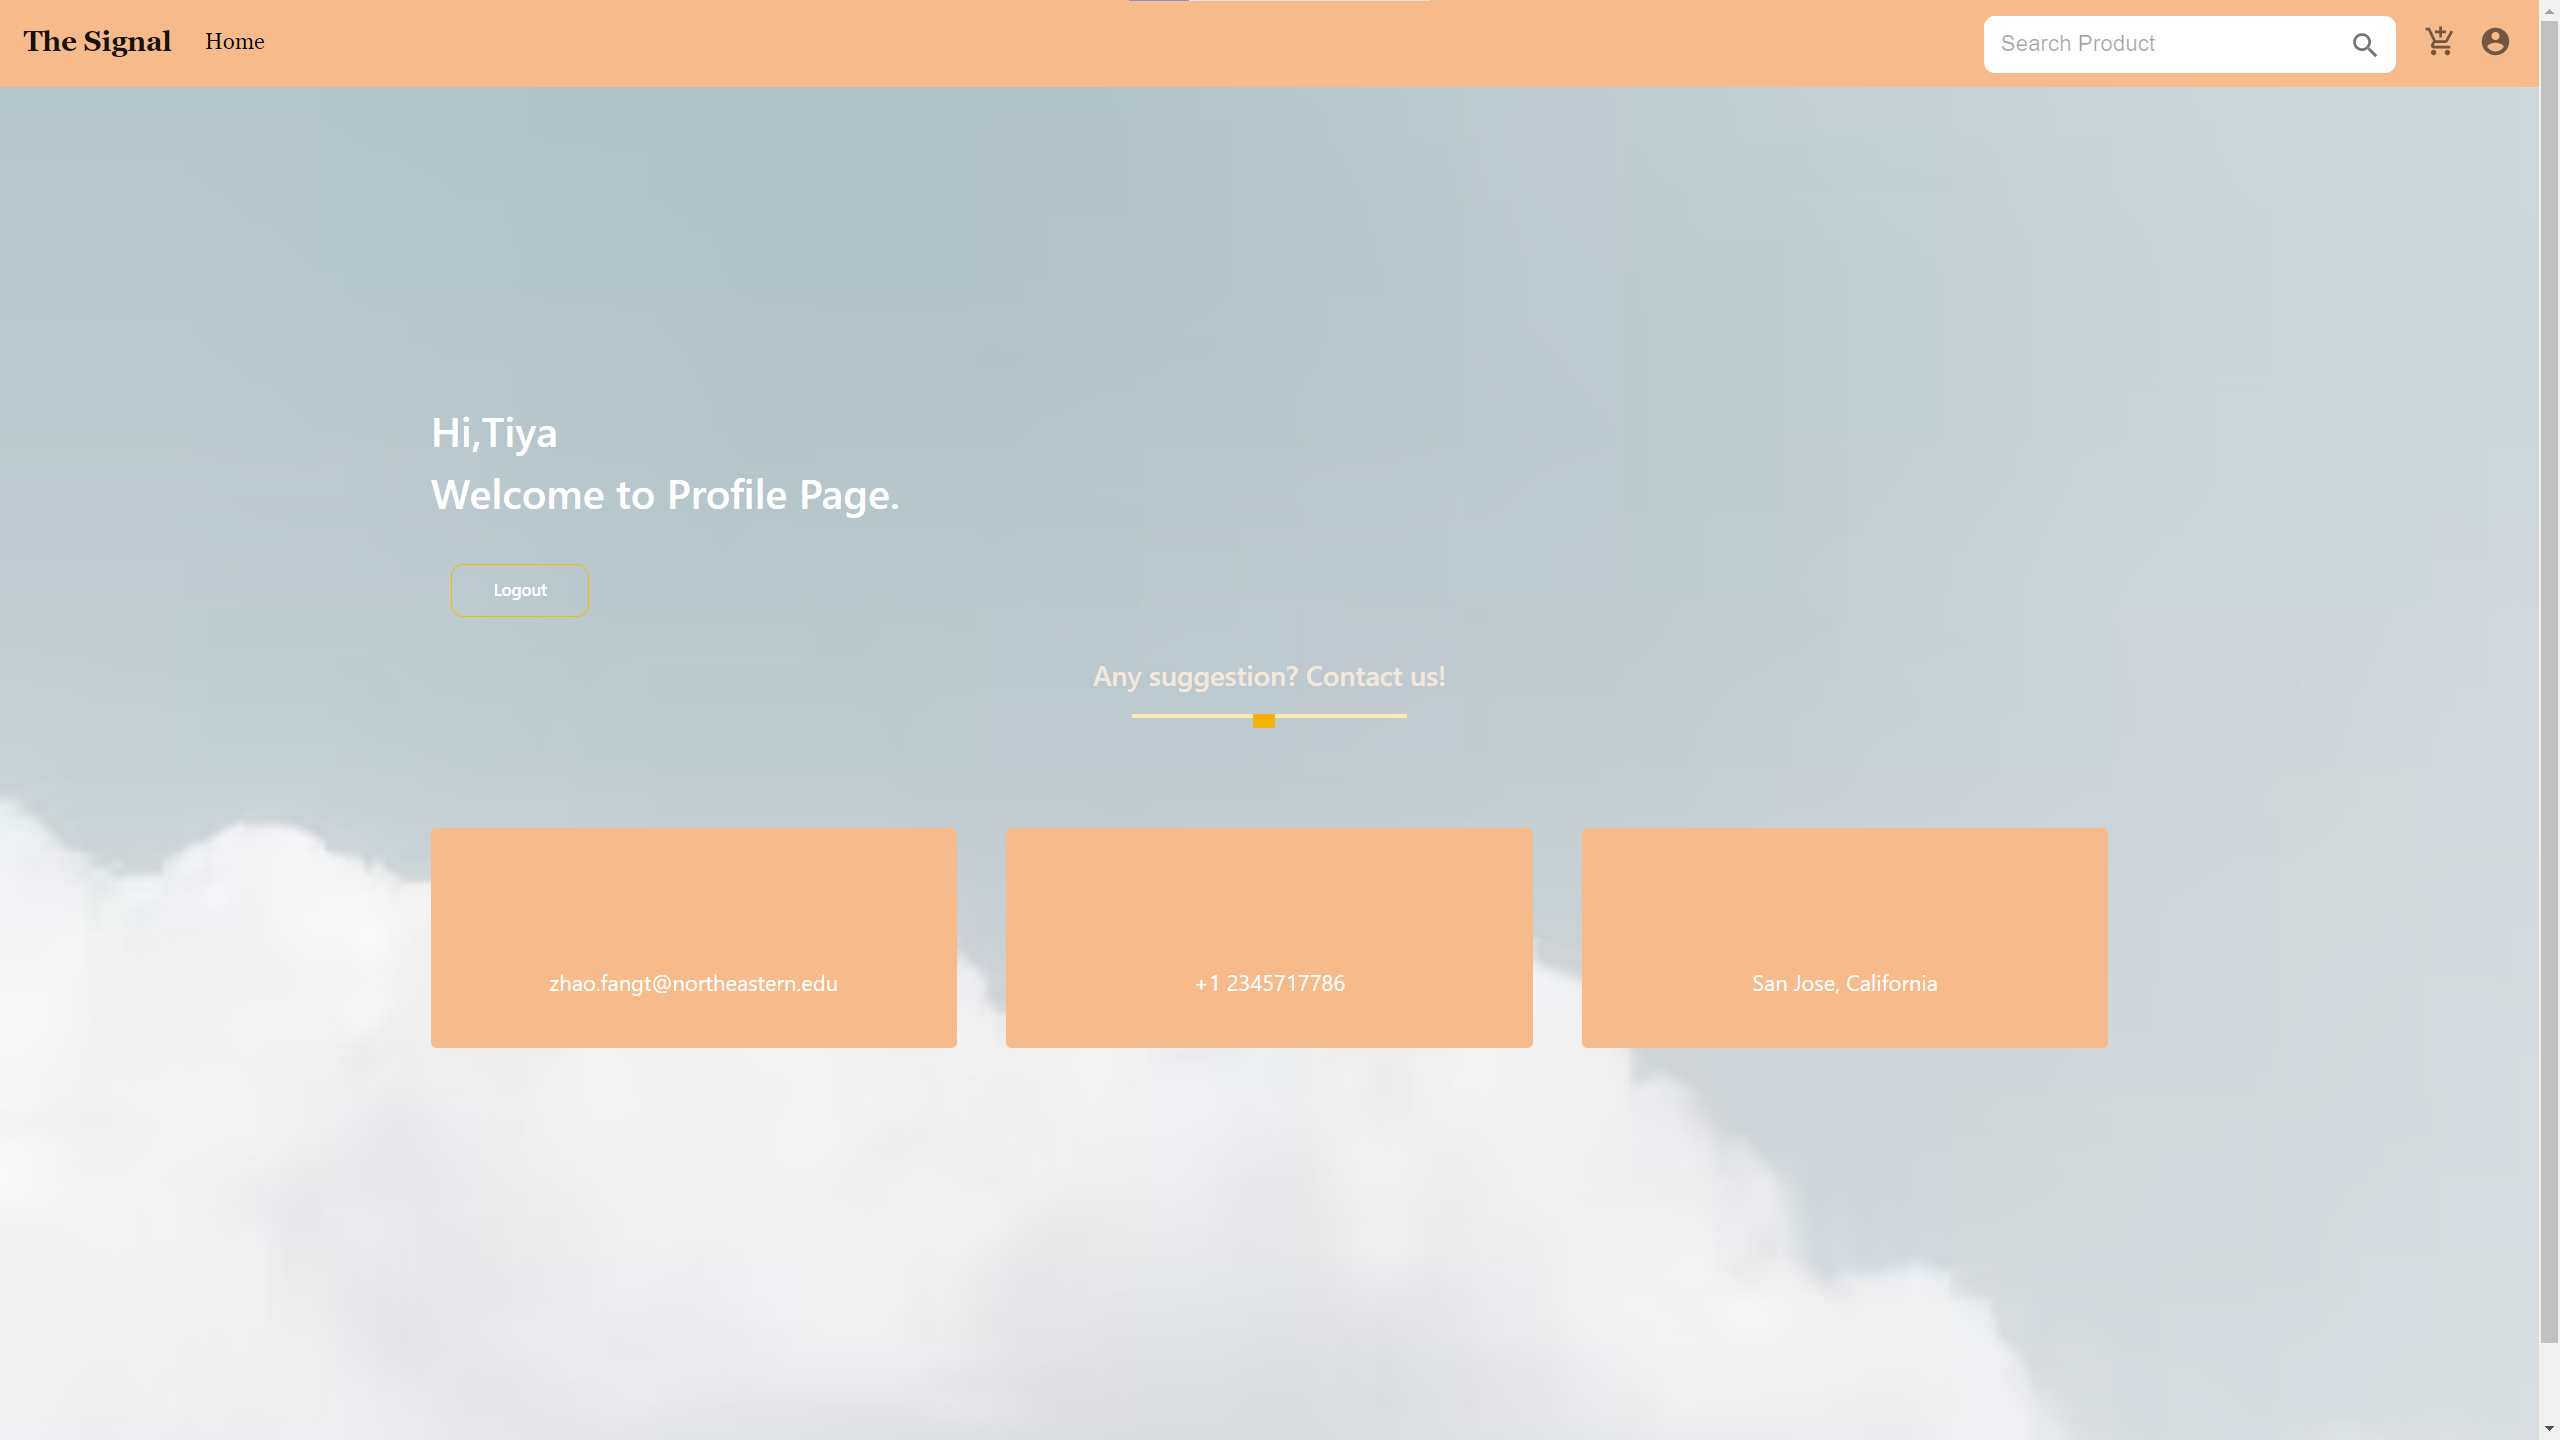 The Signal
Home
Search Product
Hi,Tiya
Welcome to Profile Page.
Logout
Any suggestion? Contact us!
zhao.fangt@northeastern.edu
+1 2345717786
San Jose, California